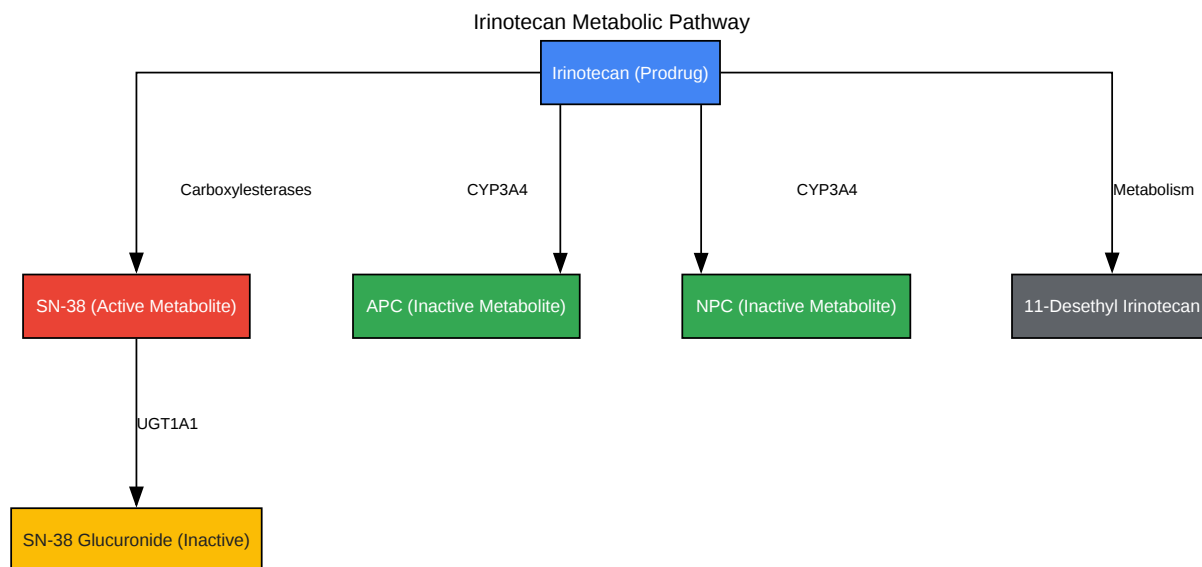 Irinotecan Metabolic Pathway
Irinotecan (Prodrug)
Carboxylesterases
CYP3A4
CYP3A4
Metabolism
SN-38 (Active Metabolite)
APC (Inactive Metabolite)
NPC (Inactive Metabolite)
11-Desethyl Irinotecan
UGT1A1
SN-38 Glucuronide (Inactive)